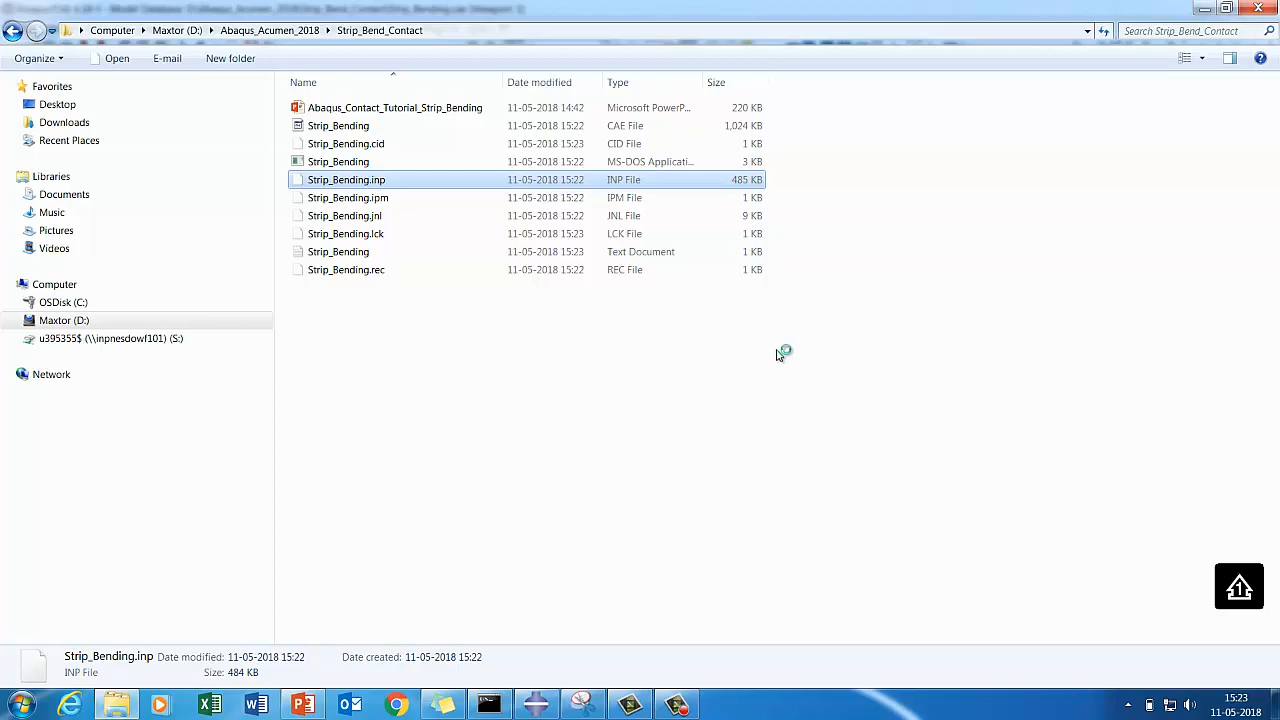 Computer Maxtor (D:) Abaqus_Acumen_2018 Strip_Bend_Contact Search Strip_Bend_Contact
Organize Open E-mail New folder
Favorites
Desktop
Downloads
Recent Places
Libraries
Documents
Music
Pictures
Videos
Computer
OSDisk (C:)
Maxtor (D:)
u395355$ (\\inpnesdowf101) (S:)
Network
Name Date modified Type Size
Abaqus_Contact_Tutorial_Strip_Bending 11-05-2018 14:42 Microsoft PowerP... 220 KB
Strip_Bending 11-05-2018 15:22 CAE File 1,024 KB
Strip_Bending.cid 11-05-2018 15:23 CID File 1 KB
Strip_Bending 11-05-2018 15:22 MS-DOS Applicati... 3 KB
Strip_Bending.inp 11-05-2018 15:22 INP File 485 KB
Strip_Bending.ipm 11-05-2018 15:22 IPM File 1 KB
Strip_Bending.jnl 11-05-2018 15:22 JNL File 9 KB
Strip_Bending.lck 11-05-2018 15:23 LCK File 1 KB
Strip_Bending 11-05-2018 15:23 Text Document 1 KB
Strip_Bending.rec 11-05-2018 15:22 REC File 1 KB
1
Strip_Bending.inp Date modified: 11-05-2018 15:22 Date created: 11-05-2018 15:22
INP File Size: 484 KB
15:23
11-05-2018